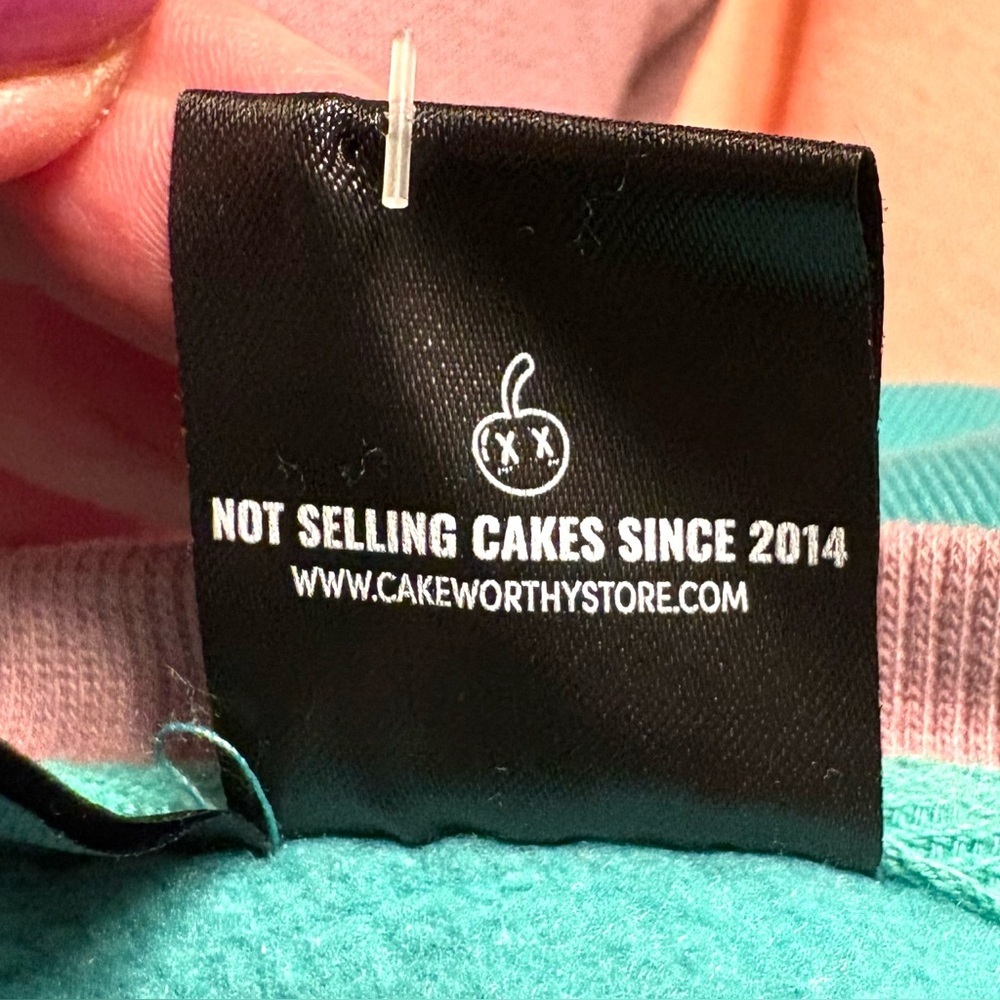 NOT SELLING CAKES SINCE 2014
WWW.CAKEWORTHYSTORE.COM